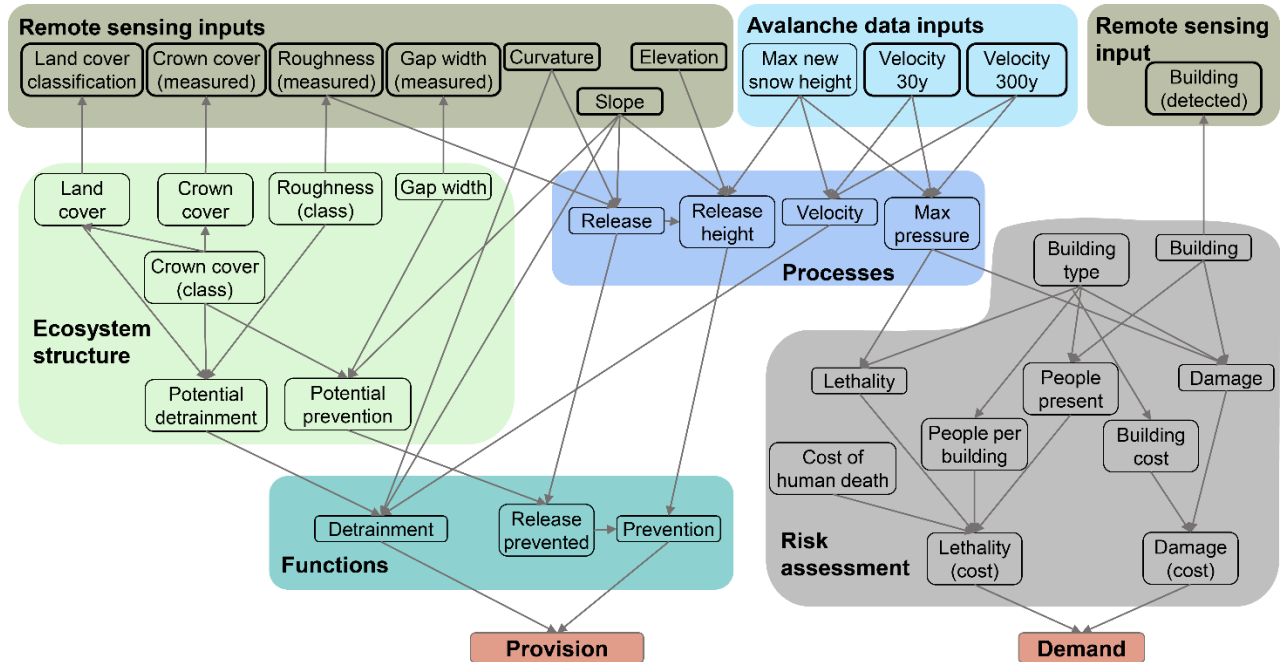 Remote sensing inputs
Land cover
classification
Crown cover
(measured)
Roughness
(measured)
Gap width
(measured)
Curvature
Elevation
Slope
Avalanche data inputs
Max new
snow height
Velocity
30y
Velocity
300y
Remote sensing
input
Building
(detected)
Land
cover
Crown
cover
Roughness
(class)
Gap width
Crown cover
(class)
Ecosystem
structure
Potential
detrainment
Potential
prevention
Release
Release
height
Velocity
Max
pressure
Processes
Building
type
Building
Lethality
People
present
Damage
People per
building
Building
cost
Cost of
human death
Risk
assessment
Lethality
(cost)
Damage
(cost)
Detrainment
Release
prevented
Prevention
Functions
Provision
Demand